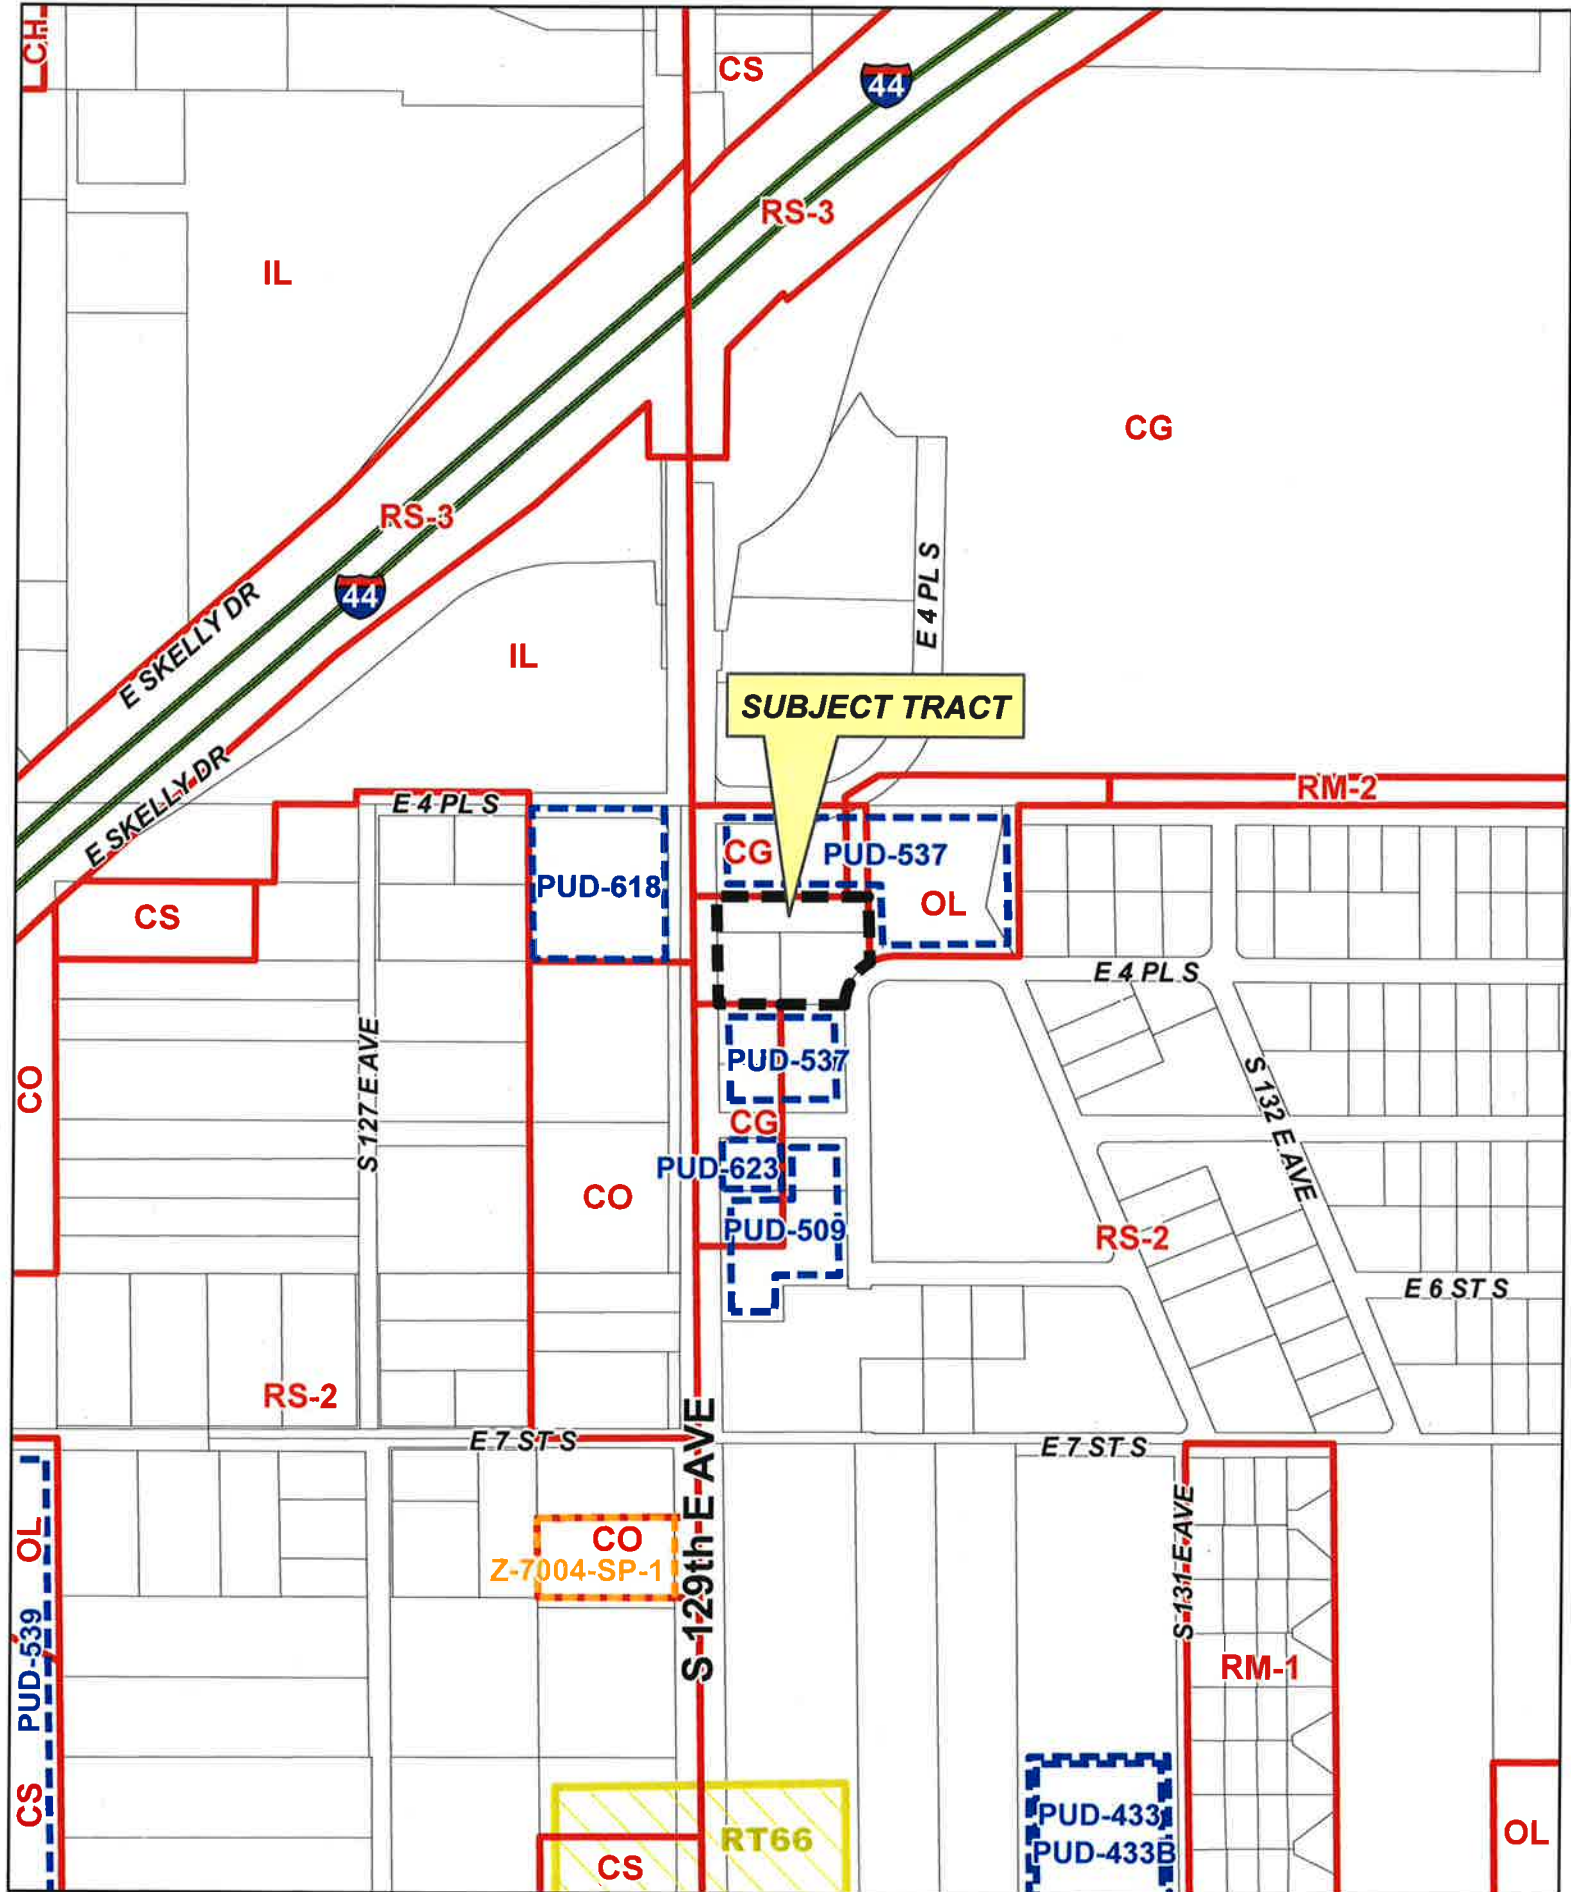 CH
CS
44
RS-3
IL
CG
RS-3
44
E 4 PL S
E SKELLY DR
IL
SUBJECT TRACT
E SKELLY DR
RM-2
E 4 PL S
CG
PUD-537
PUD-618
OL
CS
E 4 PL S
CO
S 127 E AVE
PUD-537
S 132 E AVE
CG
PUD-623
CO
PUD-509
RS-2
E 6 ST S
RS-2
E 7 ST S
S 129th E AVE
E 7 ST S
OL
CO
Z-7004-SP-1
S 131 E AVE
PUD-539
RM-1
CS
RT66
PUD-433
PUD-433B
CS
OL